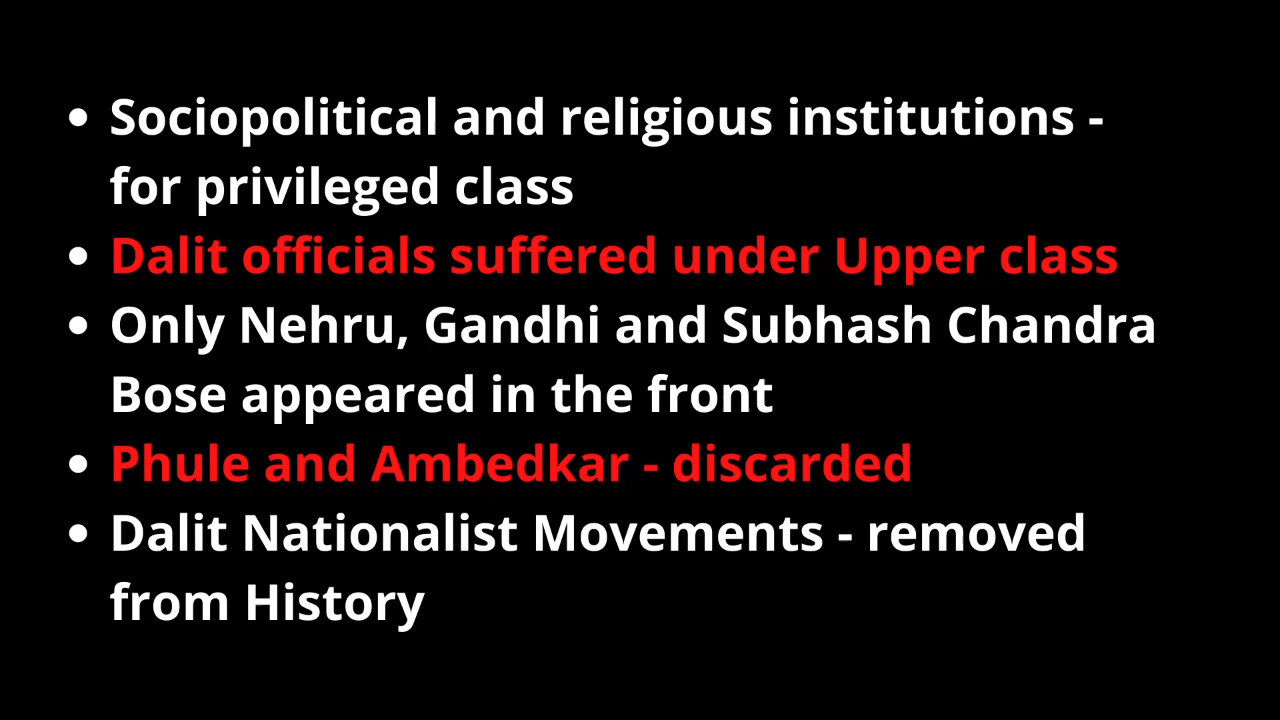 • Sociopolitical and religious institutions -
for privileged class
• Dalit officials suffered under Upper class
• Only Nehru, Gandhi and Subhash Chandra
Bose appeared in the front
• Phule and Ambedkar - discarded
• Dalit Nationalist Movements - removed
from History